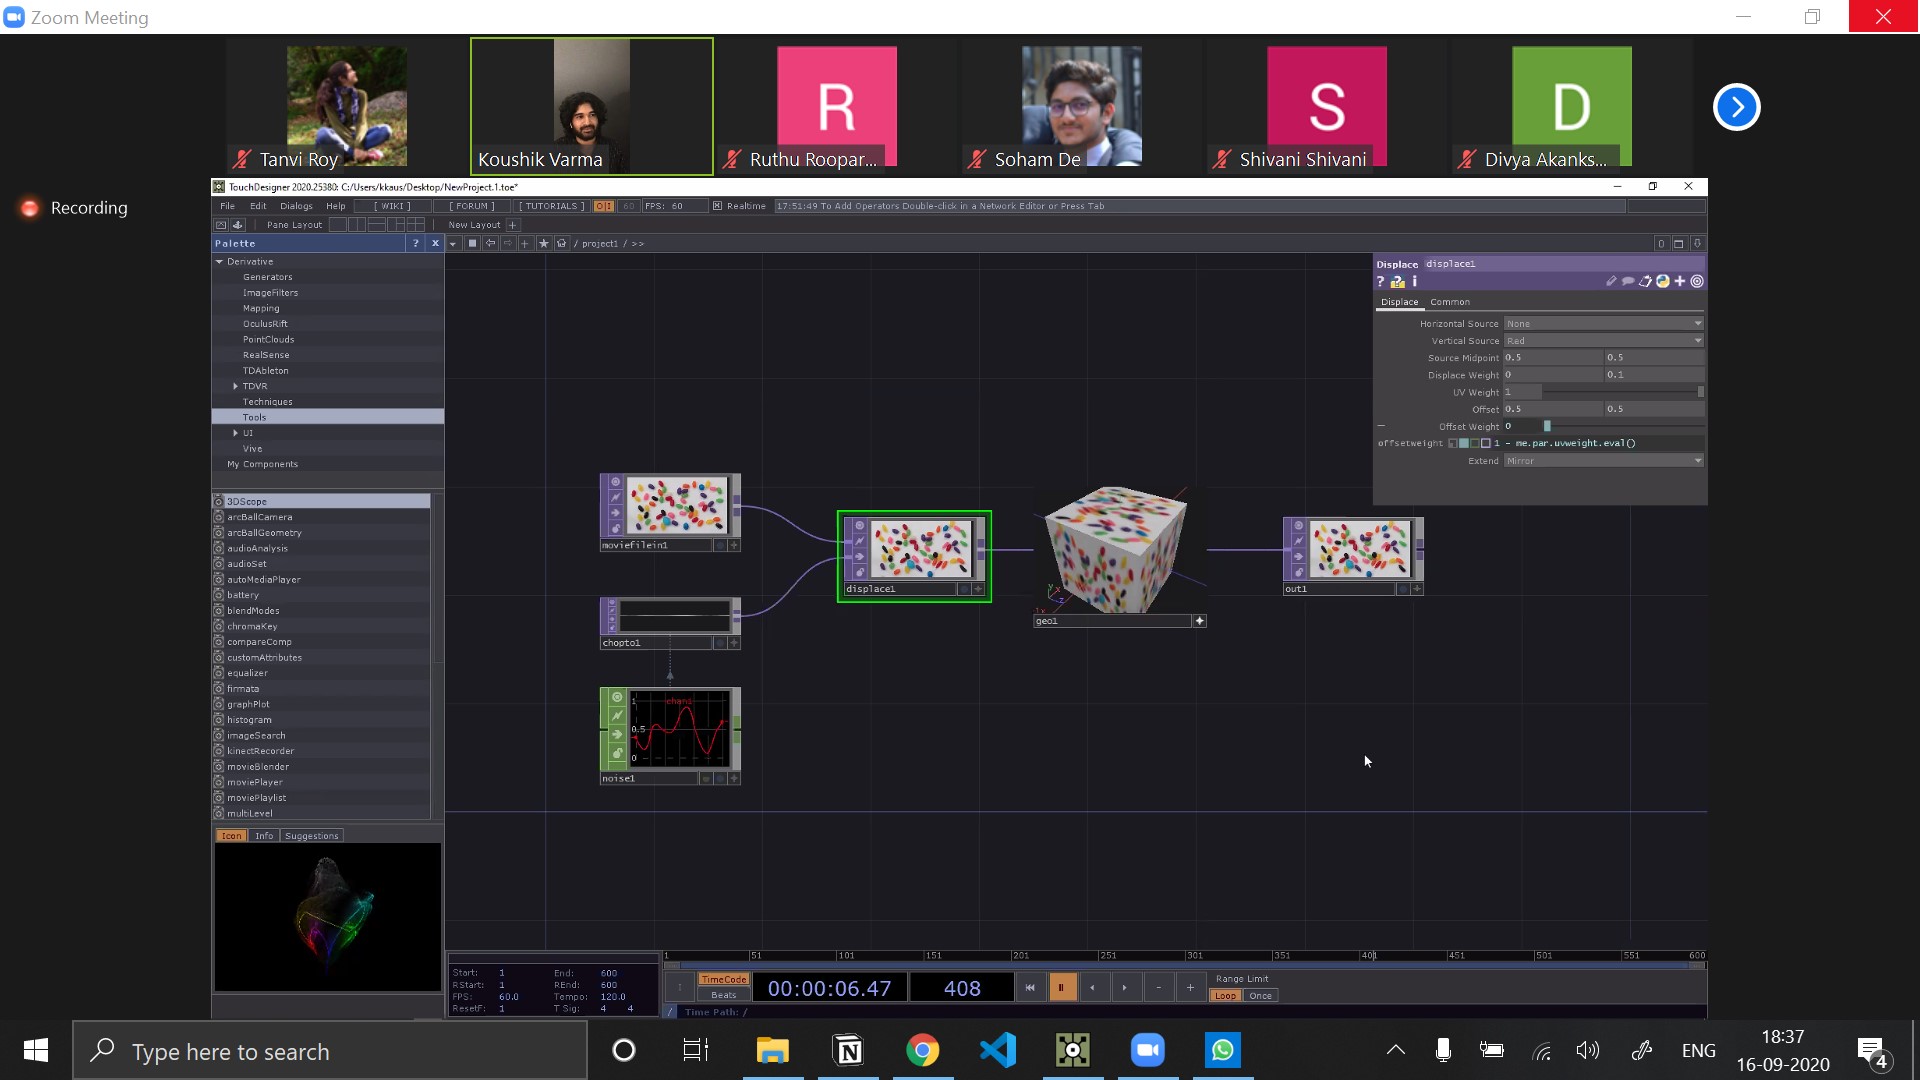 Zoom Meeting
Tanvi Roy
Koushik Varma
R
Ruthu Roopar...
Soham De
S
Shivani Shivani
D
Divya Akanks...
Recording
TouchDesigner 2020.25380: C:/Users/kkaus/Desktop/NewProject.1.toe*
File Edit Dialogs Help [ WIKI ] [ FORUM ] [ TUTORIALS ] O|I 60 FPS: 60 Realtime 17:51:49 To Add Operators Double-click in a Network Editor or Press Tab
Pane Layout New Layout +
Palette ? x / project1 / >>
Derivative
Generators
ImageFilters
Mapping
OculusRift
PointClouds
RealSense
TDAbleton
TDVR
Techniques
Tools
UI
Vive
My Components
3DScope
arcBallCamera
arcBallGeometry
audioAnalysis
audioSet
autoMediaPlayer
battery
blendModes
chromaKey
compareComp
customAttributes
equalizer
firmata
graphPlot
histogram
imageSearch
kinectRecorder
movieBlender
moviePlayer
moviePlaylist
multiLevel
Icon Info Suggestions
moviefilein1
chopto1
chan1
1
0.5
0
noise1
displace1
geo1
out1
Displace displace1
Displace Common
Horizontal Source None
Vertical Source Red
Source Midpoint 0.5 0.5
Displace Weight 0 0.1
UV Weight 1
Offset 0.5 0.5
Offset Weight 0
offsetweight 1 - me.par.uvweight.eval()
Extend Mirror
1 51 101 151 201 251 301 351 401 451 501 551 600
Start: 1 End: 600
RStart: 1 REnd: 600
FPS: 60.0 Tempo: 120.0
ResetF: 1 T Sig: 4 4
TimeCode
Beats
00:00:06.47
408
Range Limit
Loop Once
/ Time Path: /
Type here to search
ENG
18:37
16-09-2020
4